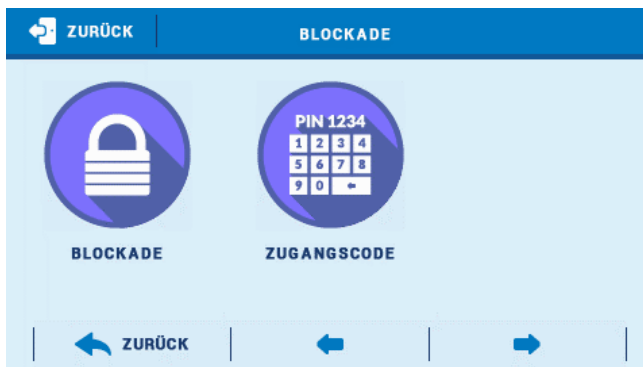 ZURÜCK
BLOCKADE
PIN 1234
1 2 3 4
5 6 7 8
9 0
BLOCKADE
ZUGANGSCODE
ZURÜCK